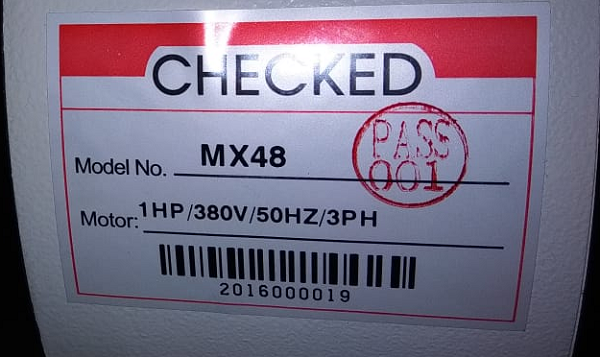 CHECKED
Model No. MX48
PASS
001
Motor: 1HP/380V/50HZ/3PH
2016000019